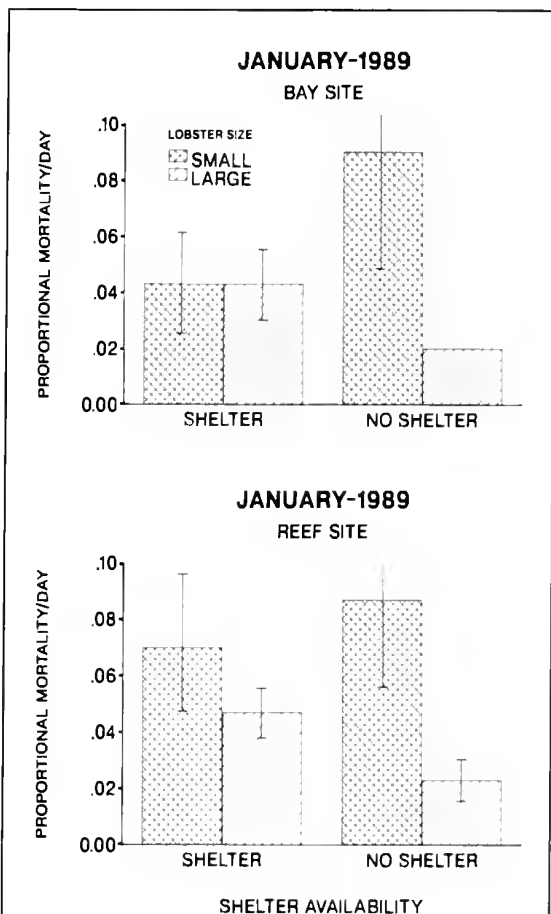 JANUARY-1989
BAY SITE
PROPORTIONAL MORTALITY/DAY
.10
.08
.06
.04
.02
0.00
LOBSTER SIZE
SMALL
LARGE
SHELTER NO SHELTER
JANUARY-1989
REEF SITE
PROPORTIONAL MORTALITY/DAY
.10
.08
.06
.04
.02
0.00
SHELTER NO SHELTER
SHELTER AVAILABILITY